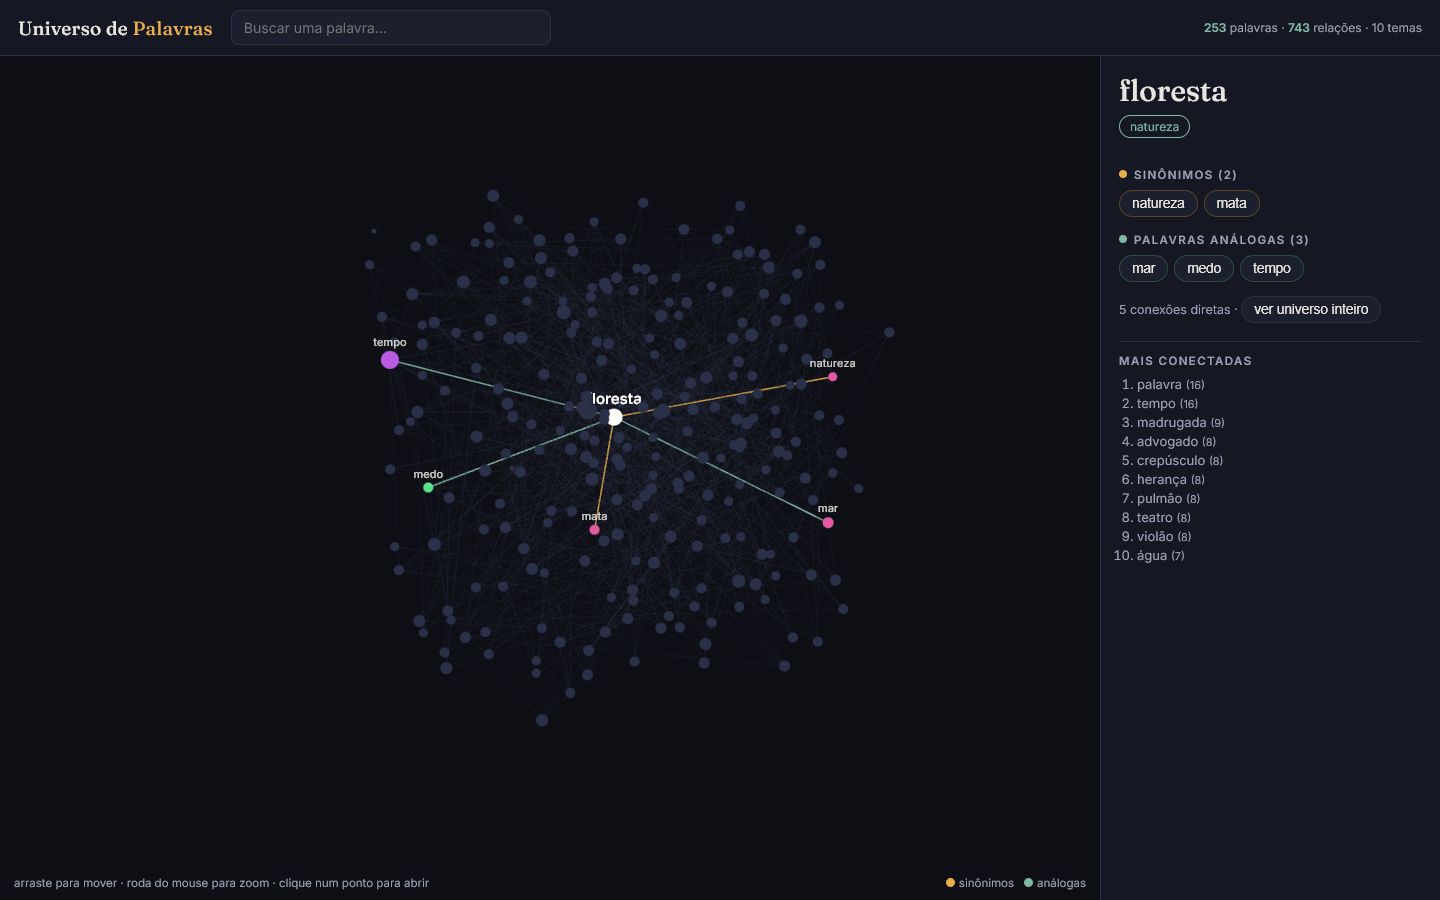 Universo de Palavras
Buscar uma palavra...
253 palavras · 743 relações · 10 temas
floresta
natureza
SINÔNIMOS (2)
natureza mata
PALAVRAS ANÁLOGAS (3)
mar medo tempo
5 conexões diretas · ver universo inteiro
MAIS CONECTADAS
1. palavra (16)
2. tempo (16)
3. madrugada (9)
4. advogado (8)
5. crepúsculo (8)
6. herança (8)
7. pulmão (8)
8. teatro (8)
9. violão (8)
10. água (7)
tempo
natureza
loresta
medo
mata
mar
arraste para mover · roda do mouse para zoom · clique num ponto para abrir
sinônimos análogas